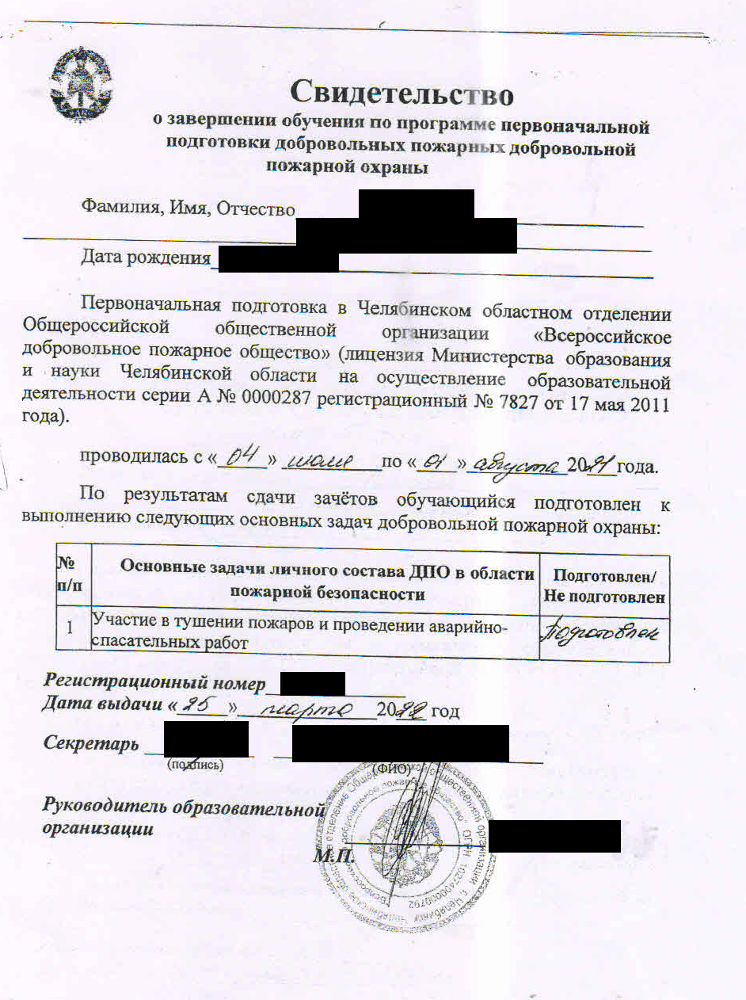 Свидетельство
о завершении обучения по программе первоначальной
подготовки добровольных пожарных добровольной
пожарной охраны
Фамилия, Имя, Отчество
Дата рождения
Первоначальная подготовка в Челябинском областном отделении
Общероссийской общественной организации «Всероссийское
добровольное пожарное общество» (лицензия Министерства образования
и науки Челябинской области на осуществление образовательной
деятельности серии А № 0000287 регистрационный № 7827 от 17 мая 2011
года).
проводилась с «04» июля по «01» августа 2021 года.
По результатам сдачи зачётов обучающийся подготовлен к
выполнению следующих основных задач добровольной пожарной охраны:
№ п/п
Основные задачи личного состава ДПО в области
пожарной безопасности
Подготовлен/
Не подготовлен
1
Участие в тушении пожаров и проведении аварийно-
спасательных работ
Подготовлен
Регистрационный номер
Дата выдачи «25» марта 2022 год
Секретарь
(подпись) (ФИО)
Руководитель образовательной
организации
М.П.